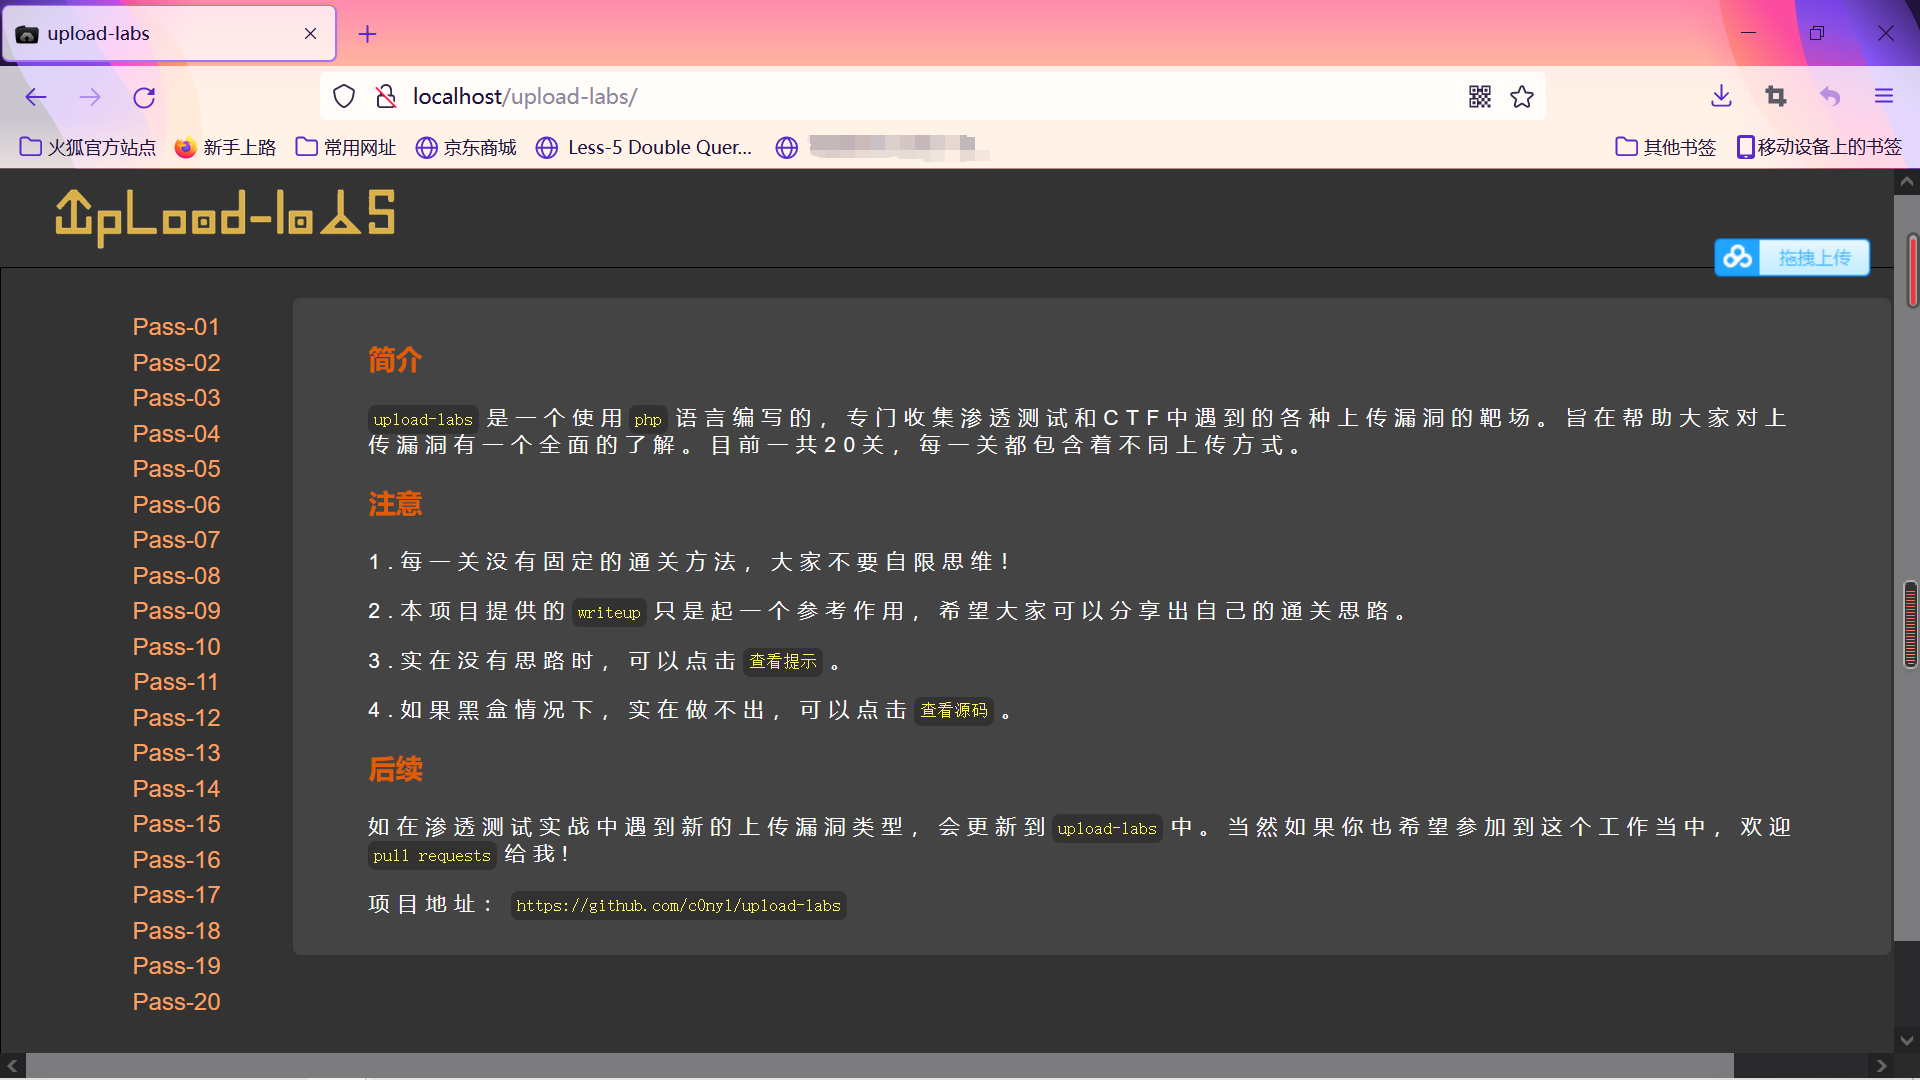 upload-labs
localhost/upload-labs/
火狐官方站点 新手上路 常用网址 京东商城 Less-5 Double Quer... 其他书签 移动设备上的书签
UpLoad-labs
拖拽上传
Pass-01
Pass-02
Pass-03
Pass-04
Pass-05
Pass-06
Pass-07
Pass-08
Pass-09
Pass-10
Pass-11
Pass-12
Pass-13
Pass-14
Pass-15
Pass-16
Pass-17
Pass-18
Pass-19
Pass-20
简介
upload-labs 是一个使用 php 语言编写的，专门收集渗透测试和CTF中遇到的各种上传漏洞的靶场。旨在帮助大家对上
传漏洞有一个全面的了解。目前一共20关，每一关都包含着不同上传方式。
注意
1.每一关没有固定的通关方法，大家不要自限思维！
2.本项目提供的 writeup 只是起一个参考作用，希望大家可以分享出自己的通关思路。
3.实在没有思路时，可以点击 查看提示 。
4.如果黑盒情况下，实在做不出，可以点击 查看源码 。
后续
如在渗透测试实战中遇到新的上传漏洞类型，会更新到 upload-labs 中。当然如果你也希望参加到这个工作当中，欢迎
pull requests 给我！
项目地址： https://github.com/c0ny1/upload-labs